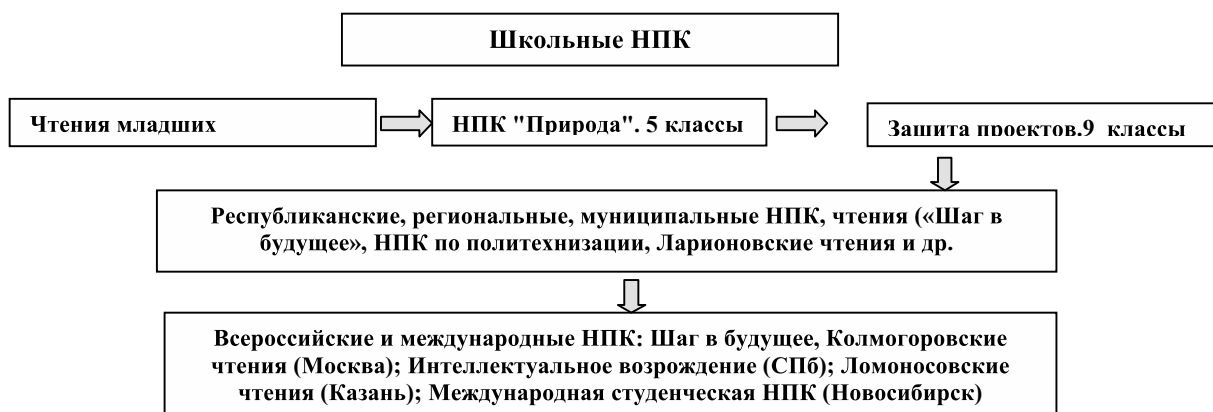 Школьные НПК
Чтения младших
НПК "Природа". 5 классы
Защита проектов.9 классы
Республиканские, региональные, муниципальные НПК, чтения («Шаг в
будущее», НПК по политехнизации, Ларионовские чтения и др.
Всероссийские и международные НПК: Шаг в будущее, Колмогоровские
чтения (Москва); Интеллектуальное возрождение (СПб); Ломоносовские
чтения (Казань); Международная студенческая НПК (Новосибирск)